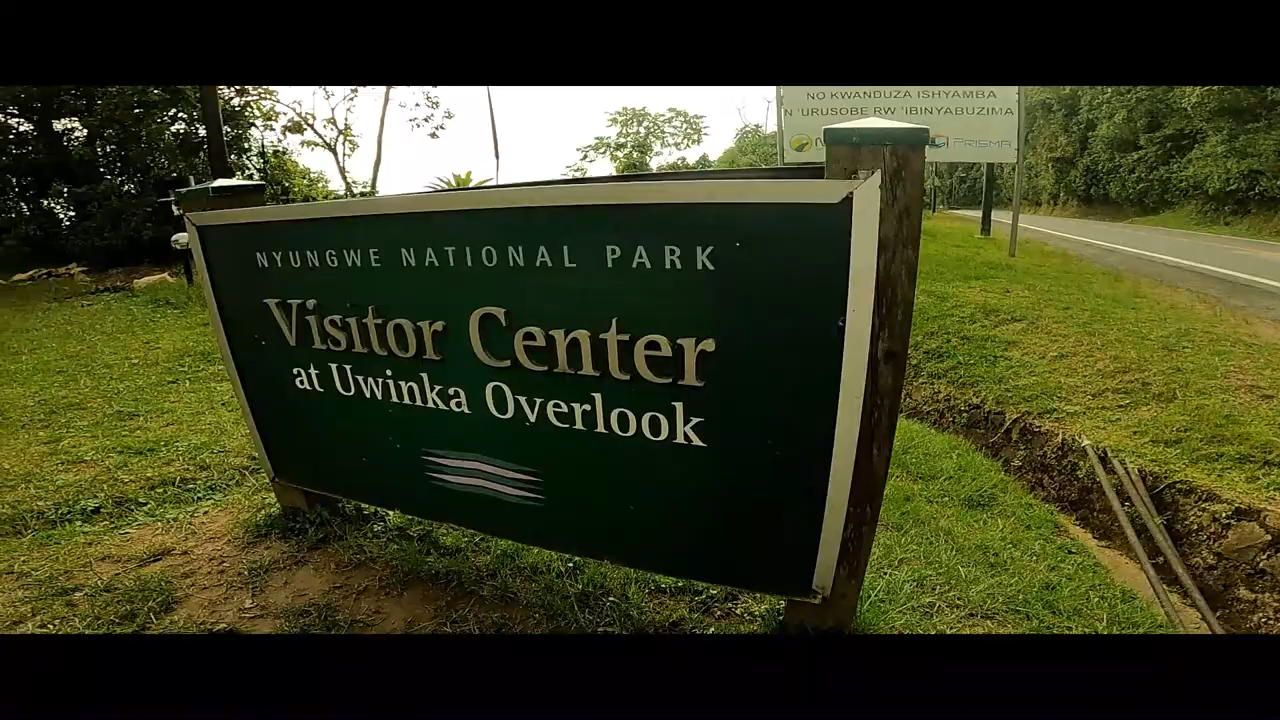 NO KWANDUZA ISHYAMBA
N'URUSOBE RW'IBINYABUZIMA
PRISMA
NYUNGWE NATIONAL PARK
Visitor Center
at Uwinka Overlook